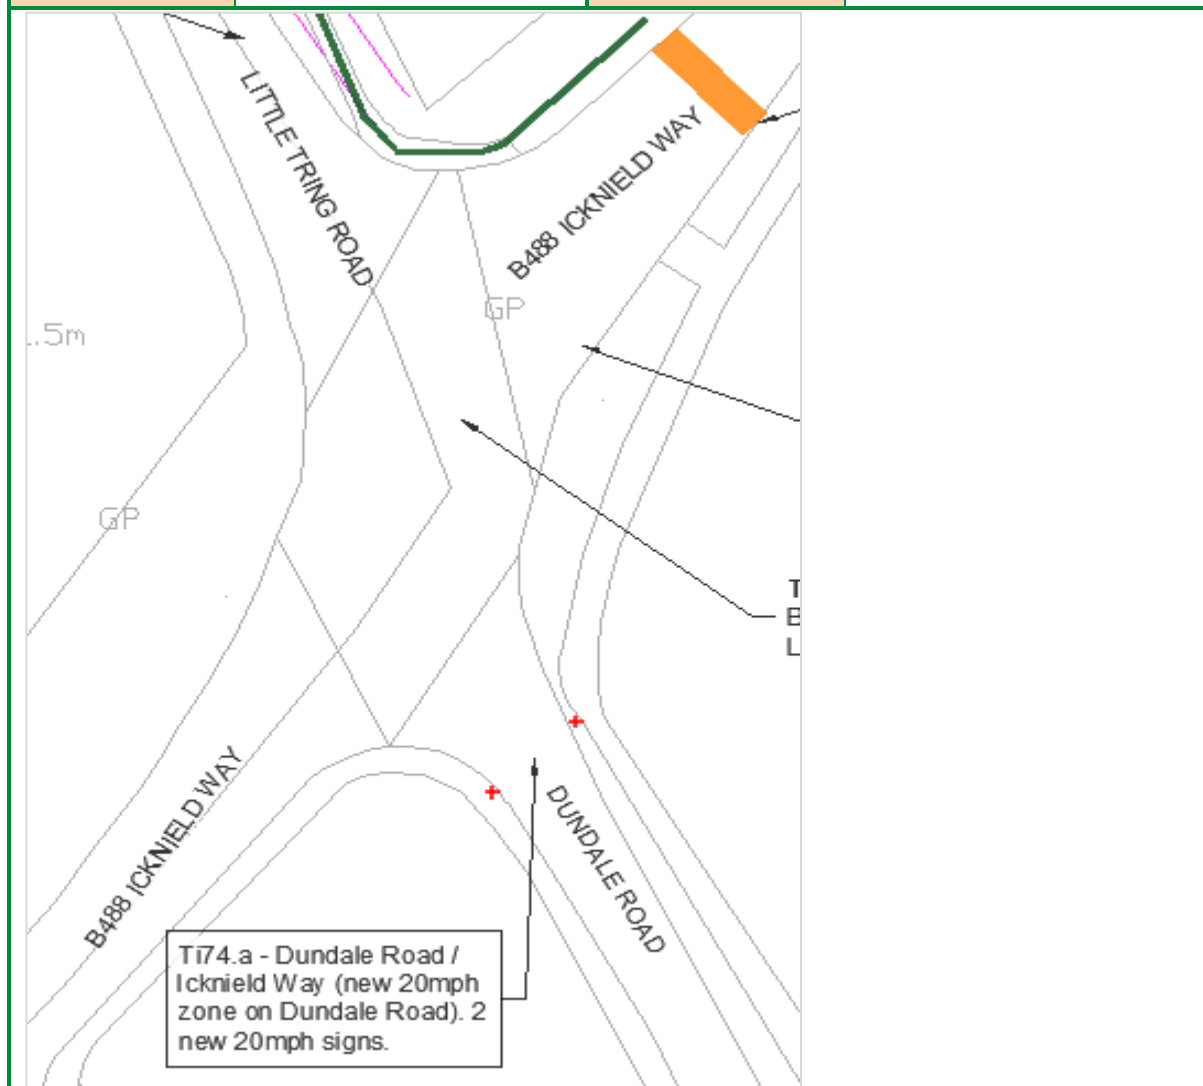 LITTLE TRING ROAD
B488 ICKNIELD WAY
GP
.5m
GP
T
B
L
B488 ICKNIELD WAY
DUNDALE ROAD
Ti74.a - Dundale Road /
Icknield Way (new 20mph
zone on Dundale Road). 2
new 20mph signs.